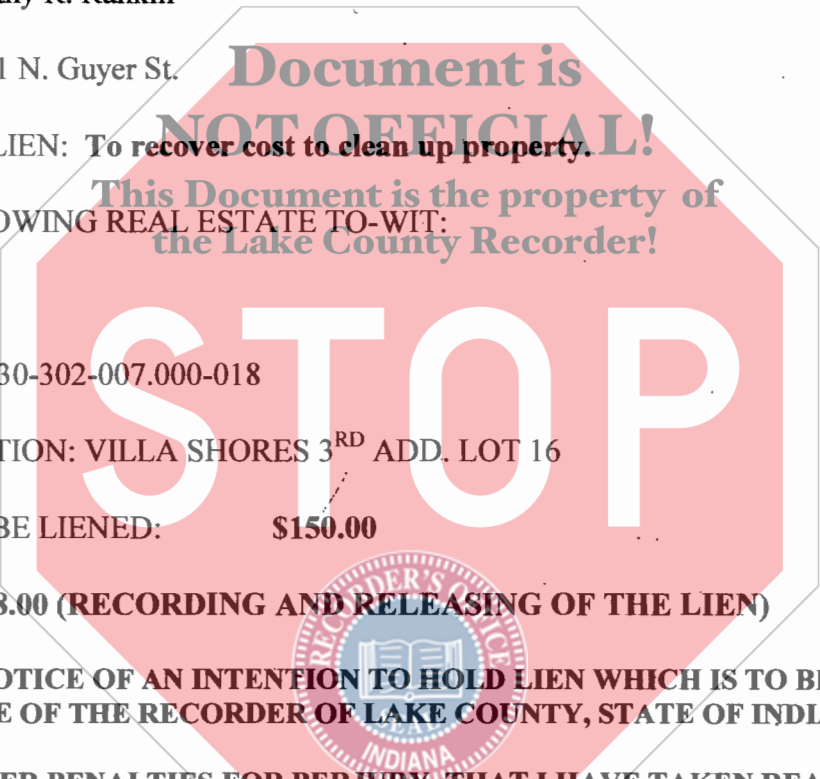 1 N. Guyer St.
Document is
LIEN: To recover cost to clean up property.
NOT OFFICIAL!
This Document is the property of
OWING REAL ESTATE TO-WIT:
the Lake County Recorder!
STOP
30-302-007.000-018
TION: VILLA SHORES 3RD ADD. LOT 16
BE LIENED: $150.00
8.00 (RECORDING AND RELEASING OF THE LIEN)
RECORDER'S OFFICE
SEAL
INDIANA
OTICE OF AN INTENTION TO HOLD LIEN WHICH IS TO B
E OF THE RECORDER OF LAKE COUNTY, STATE OF INDI